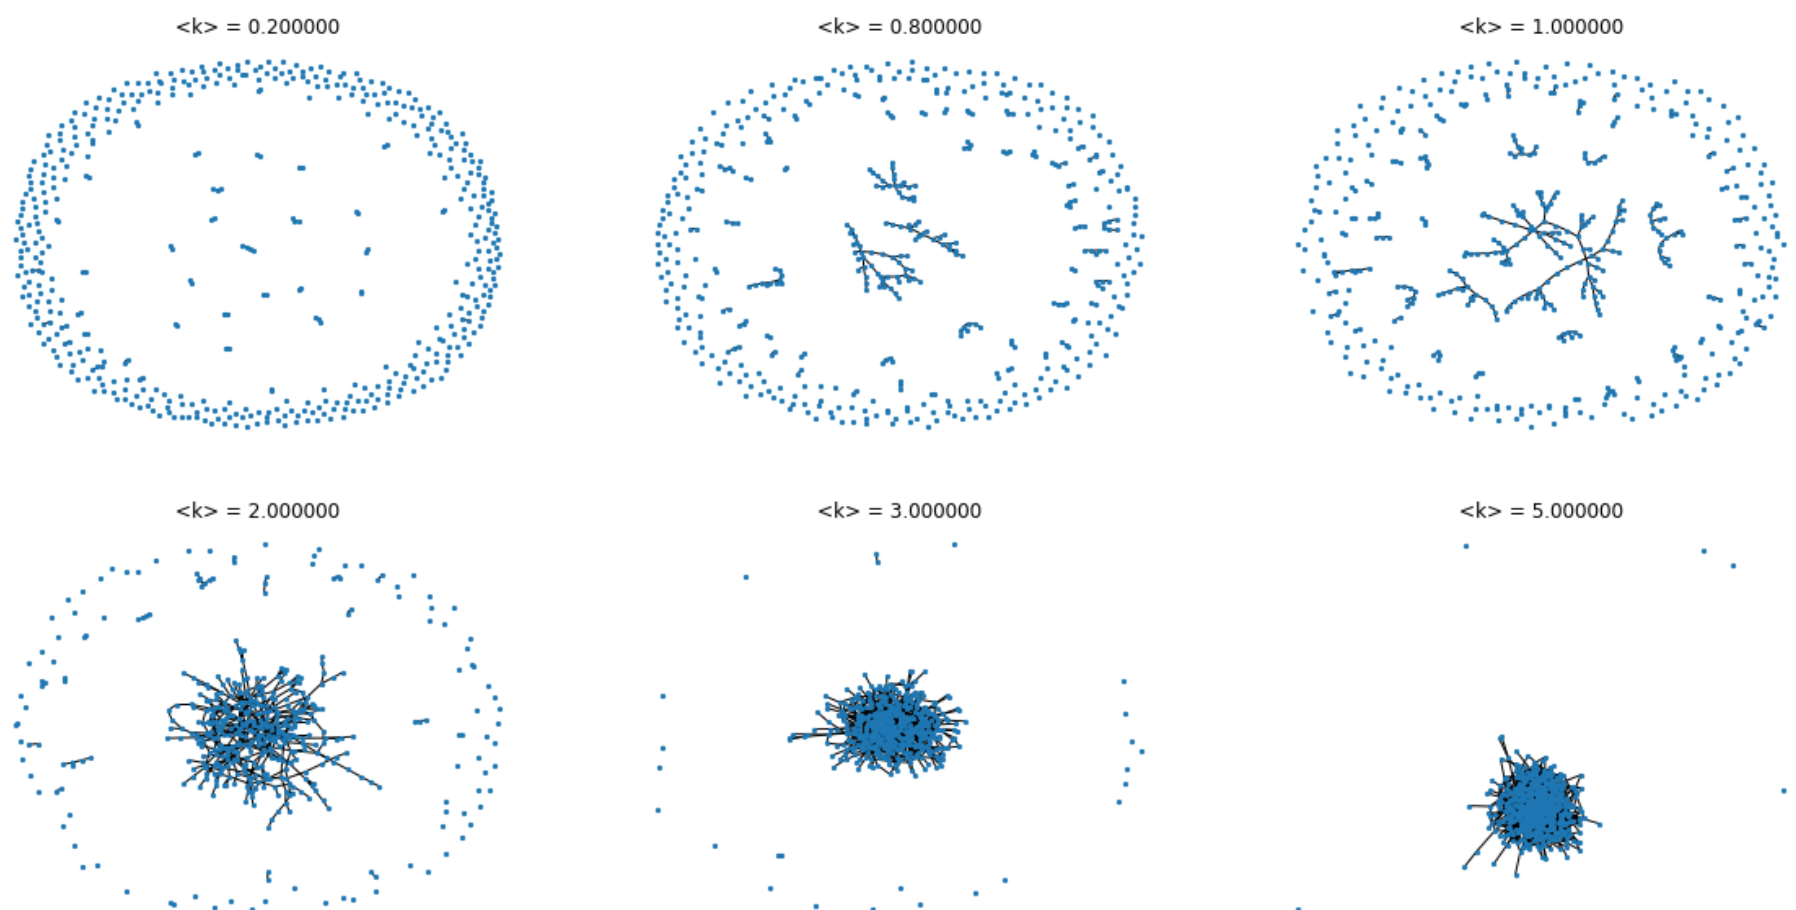 <k> = 0.200000
<k> = 0.800000
<k> = 1.000000
<k> = 2.000000
<k> = 3.000000
<k> = 5.000000